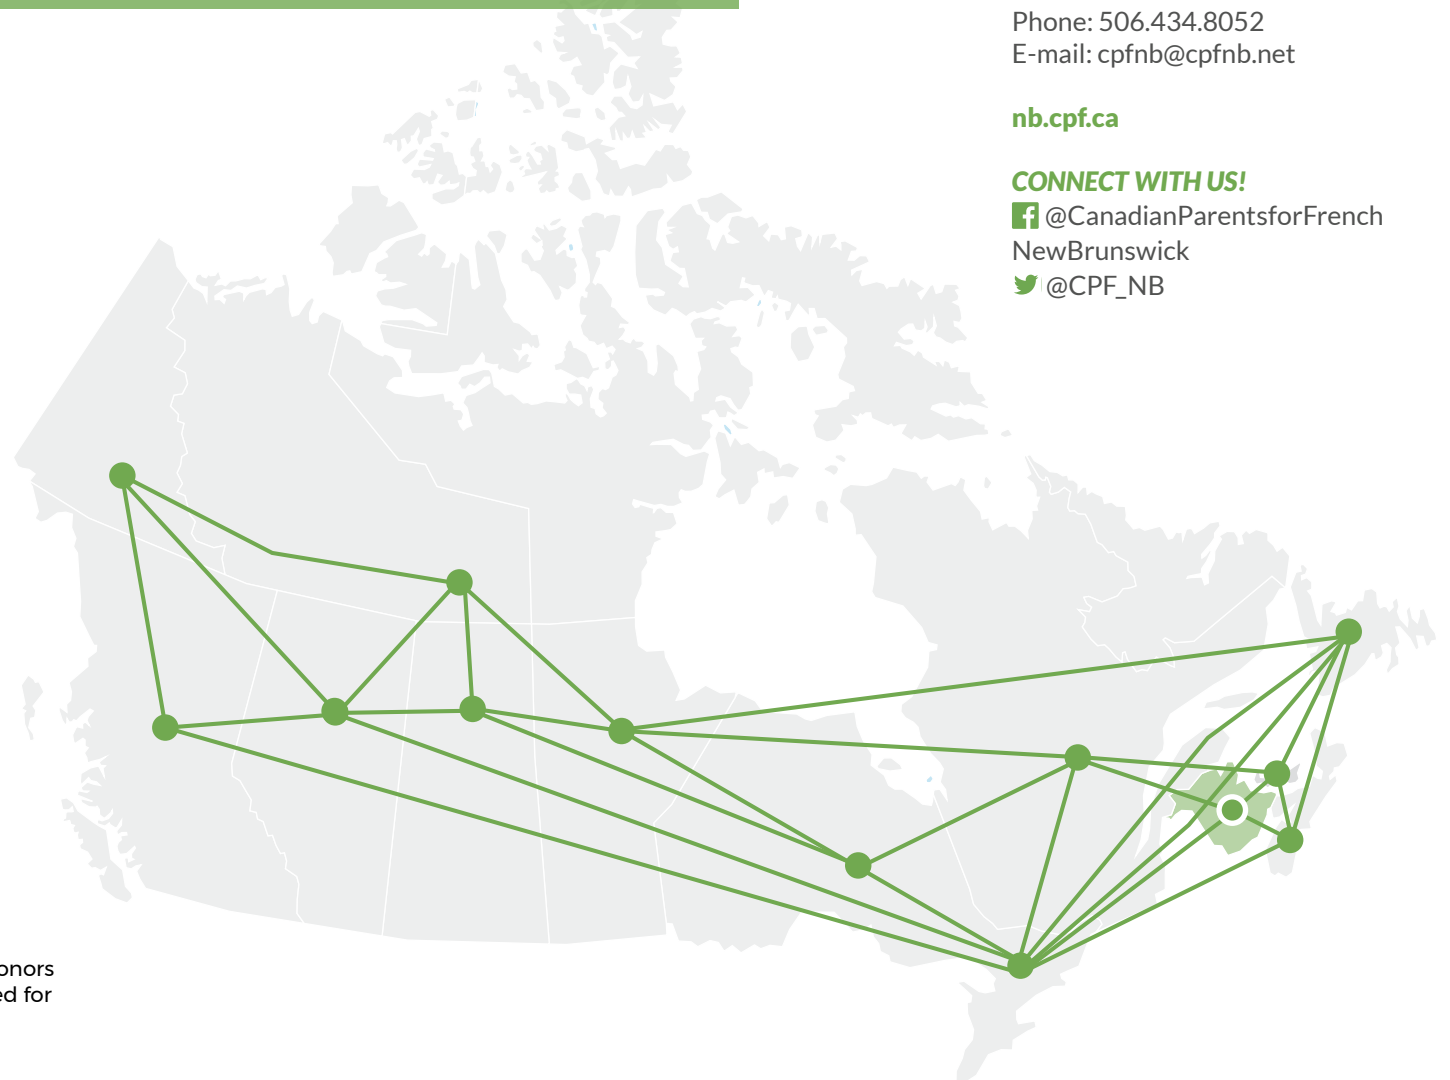 Phone: 506.434.8052
E-mail: cpfnb@cpfnb.net
nb.cpf.ca
CONNECT WITH US!
@CanadianParentsforFrench
NewBrunswick
@CPF_NB
onors
ed for